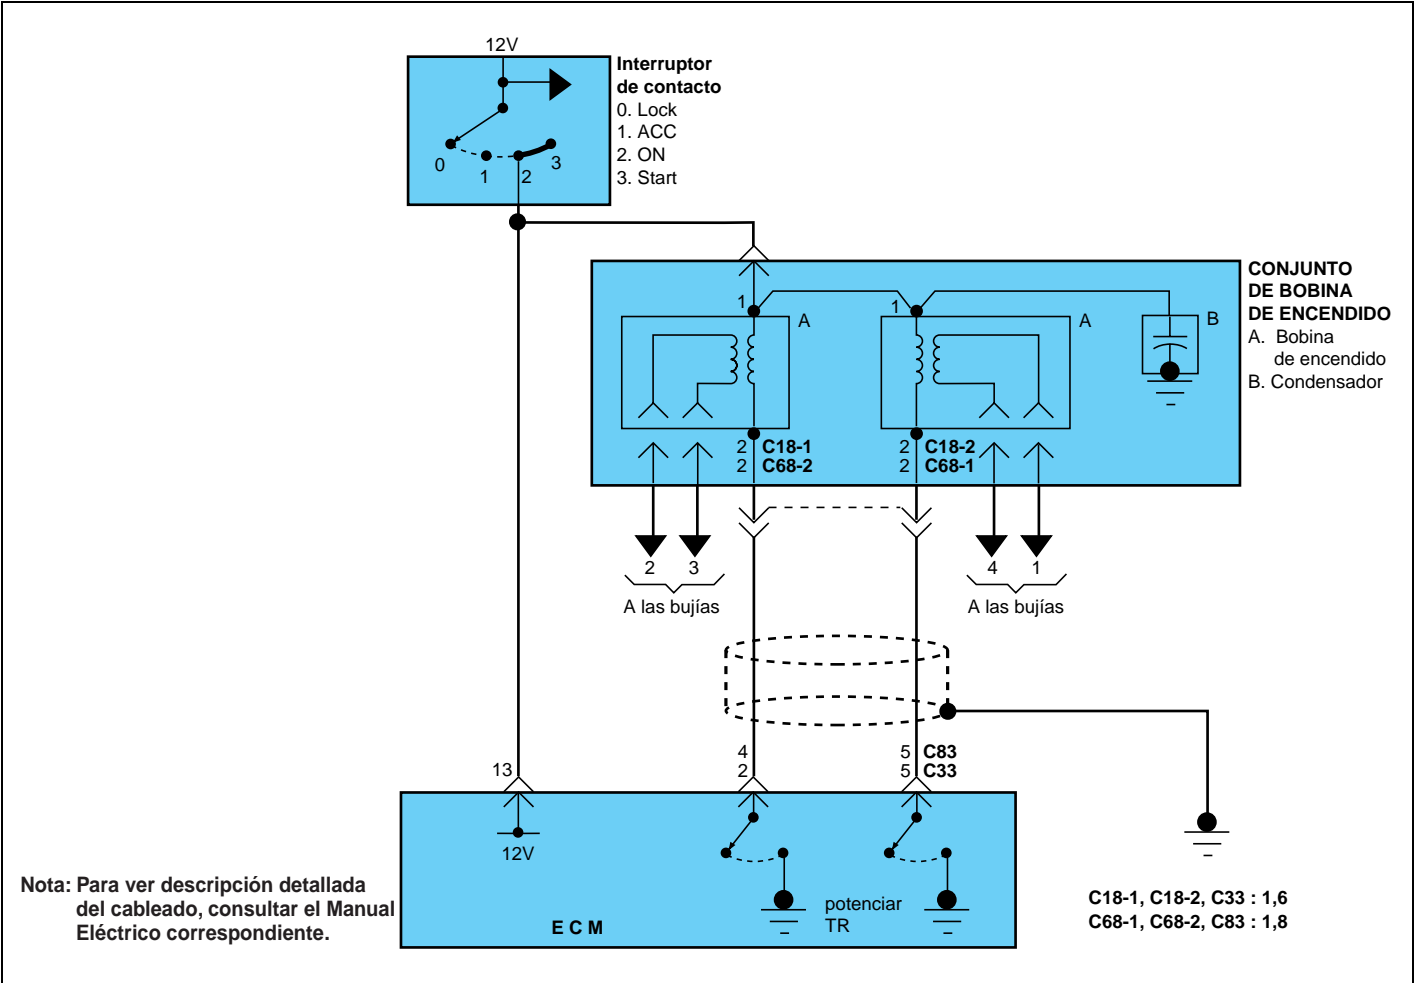 12V
Interruptor
de contacto
0. Lock
1. ACC
2. ON
3. Start
0
1
2
3
CONJUNTO
DE BOBINA
DE ENCENDIDO
A. Bobina
de encendido
B. Condensador
1
A
1
A
B
2 C18-1
2 C68-2
2 C18-2
2 C68-1
2
3
4
1
A las bujías
A las bujías
4
2
5 C83
5 C33
13
12V
E C M
potenciar
TR
Nota: Para ver descripción detallada
del cableado, consultar el Manual
Eléctrico correspondiente.
C18-1, C18-2, C33 : 1,6
C68-1, C68-2, C83 : 1,8